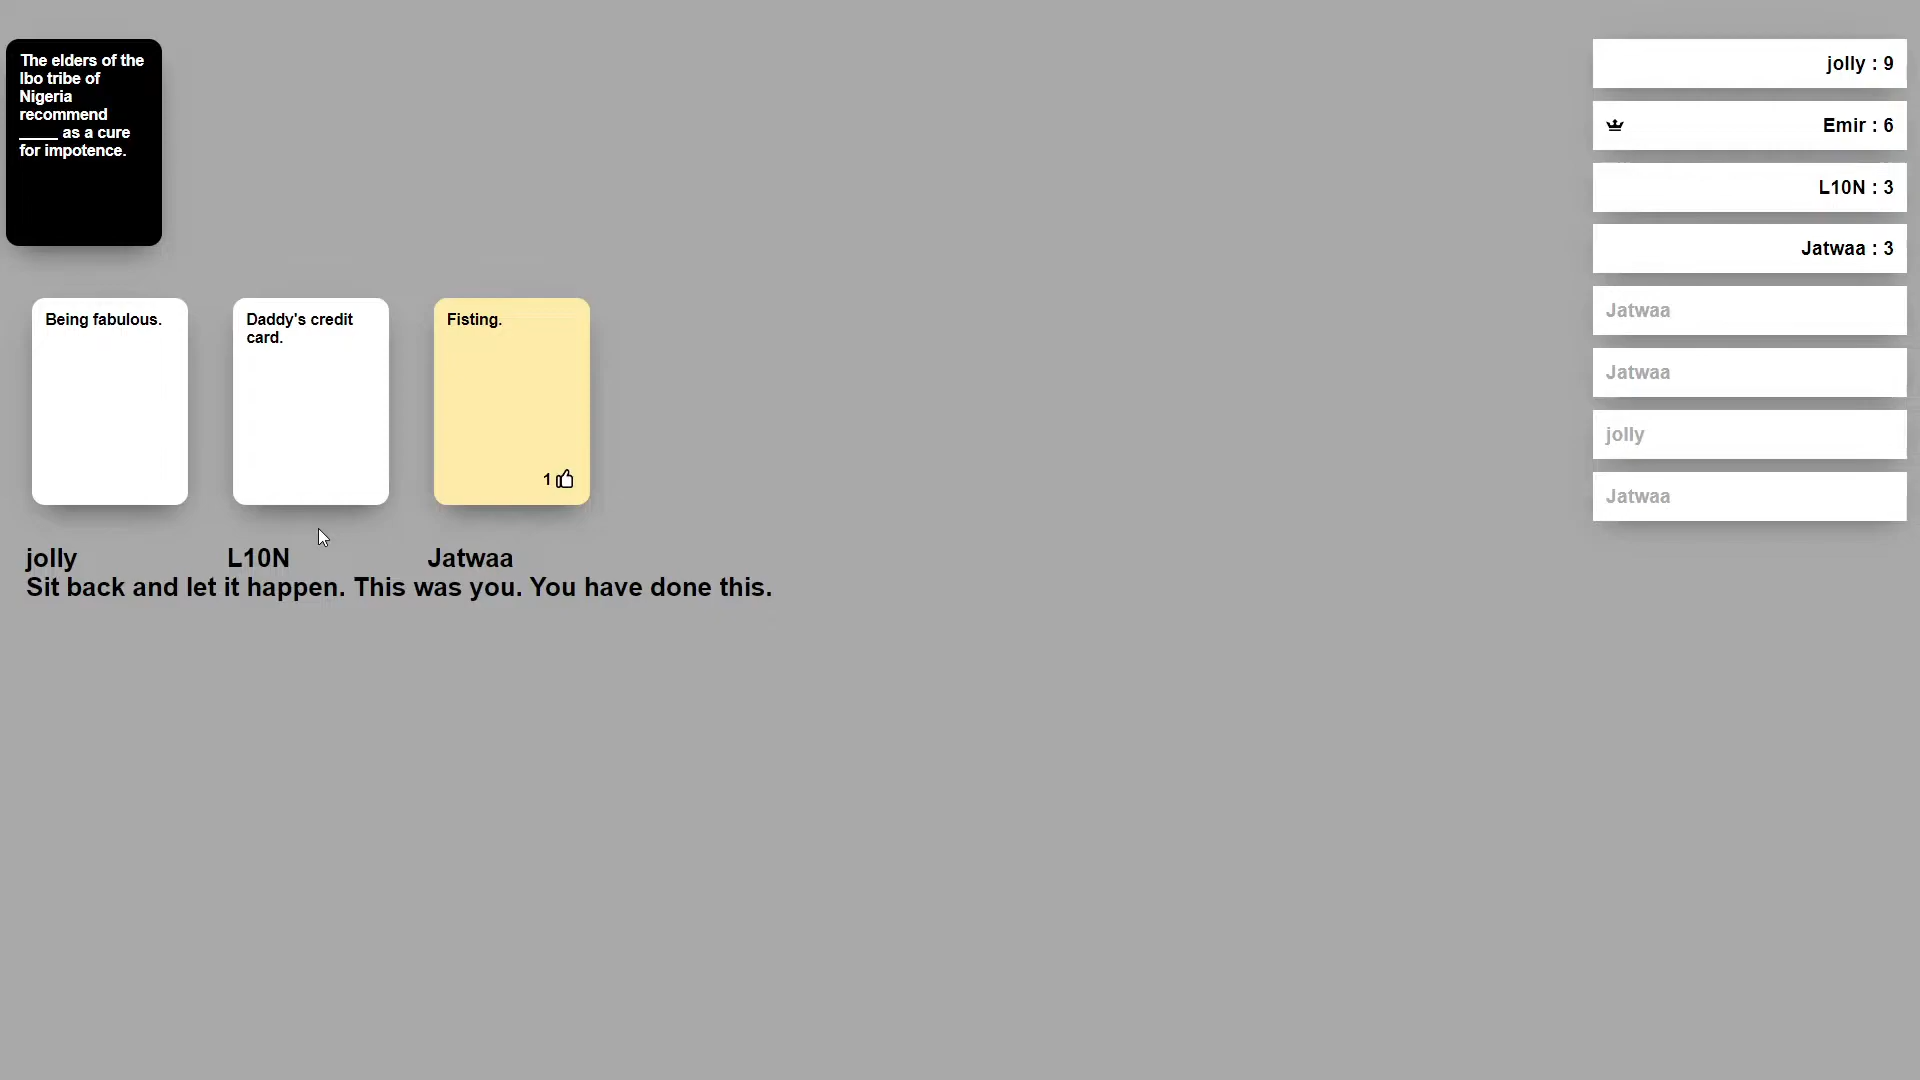 The elders of the
Ibo tribe of
Nigeria
recommend
_____ as a cure
for impotence.
Being fabulous.
Daddy's credit
card.
Fisting.
1
jolly
L10N
Jatwaa
Sit back and let it happen. This was you. You have done this.
jolly : 9
Emir : 6
L10N : 3
Jatwaa : 3
Jatwaa
Jatwaa
jolly
Jatwaa